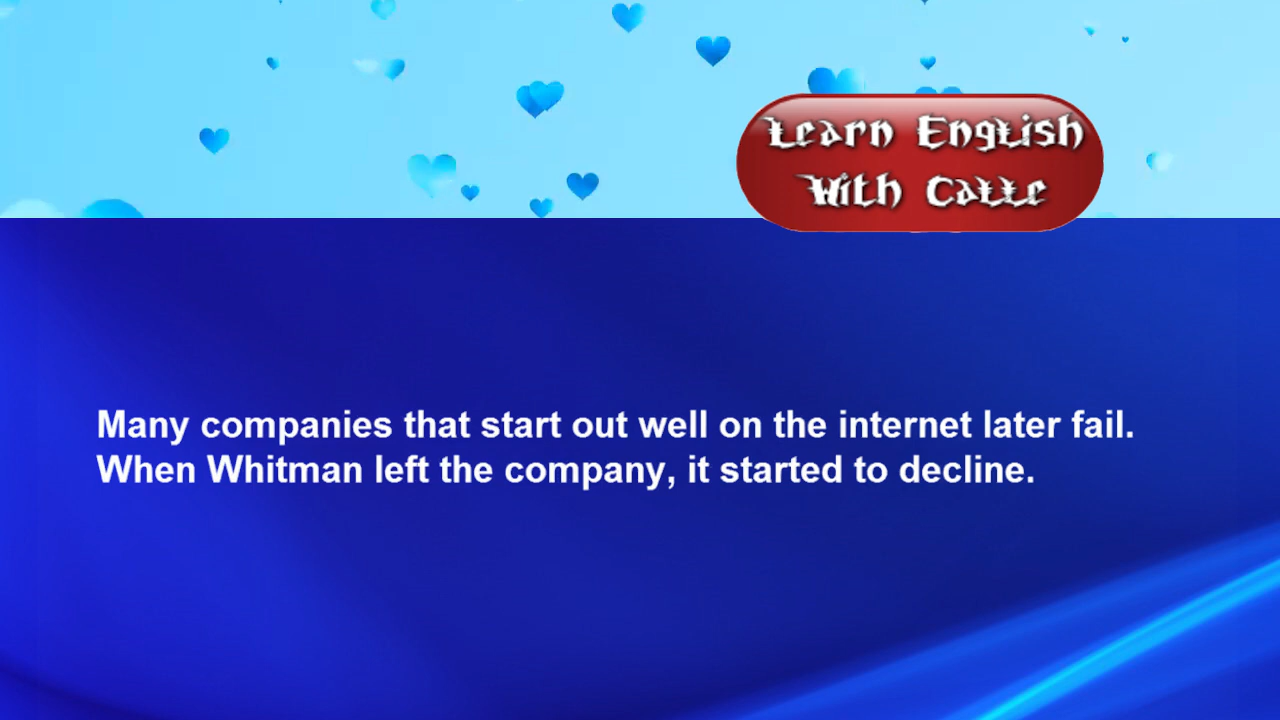 Learn English
With Calle
Many companies that start out well on the internet later fail.
When Whitman left the company, it started to decline.